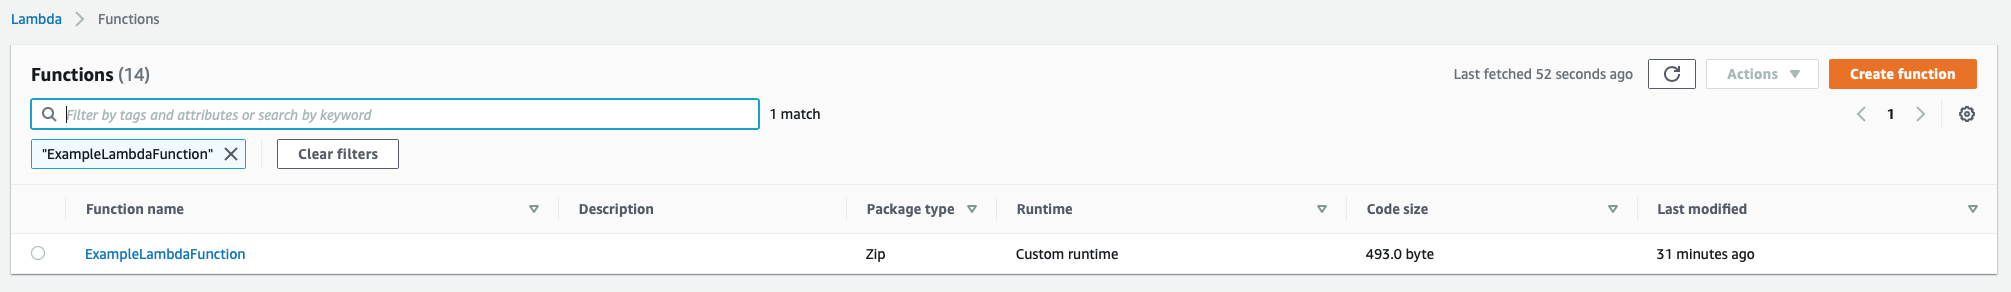 Lambda > Functions
Functions (14) Last fetched 52 seconds ago Actions Create function
Filter by tags and attributes or search by keyword 1 match 1
"ExampleLambdaFunction" Clear filters
Function name Description Package type Runtime Code size Last modified
ExampleLambdaFunction Zip Custom runtime 493.0 byte 31 minutes ago